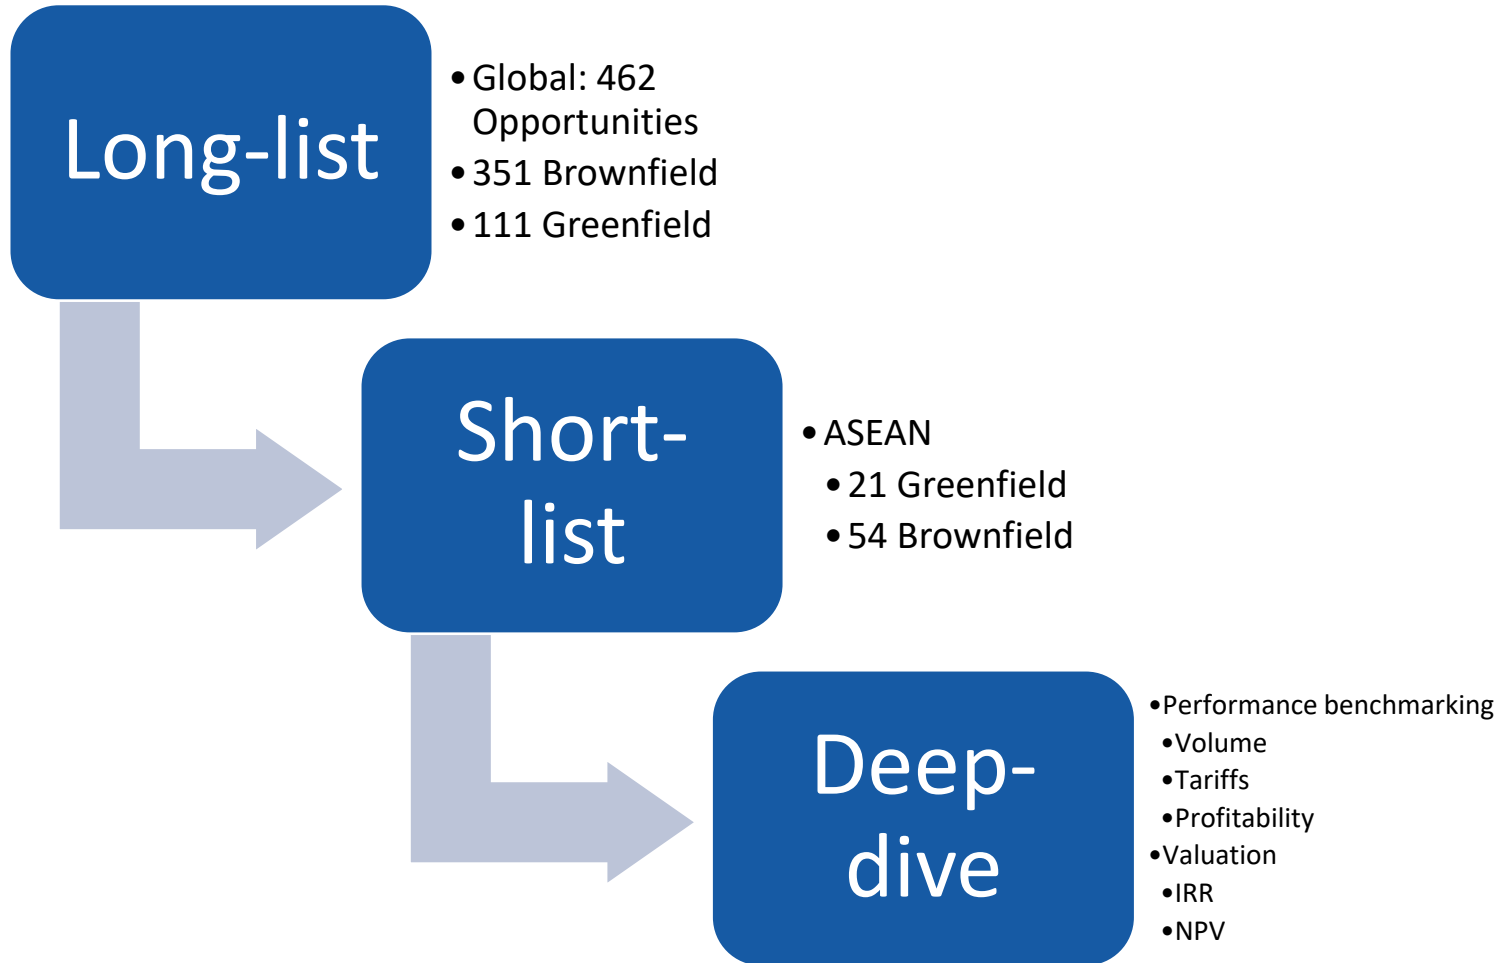 Long-list
•Global: 462
Opportunities
•351 Brownfield
•111 Greenfield
Short-
list
•ASEAN
•21 Greenfield
•54 Brownfield
Deep-
dive
•Performance benchmarking
•Volume
•Tariffs
•Profitability
•Valuation
•IRR
•NPV